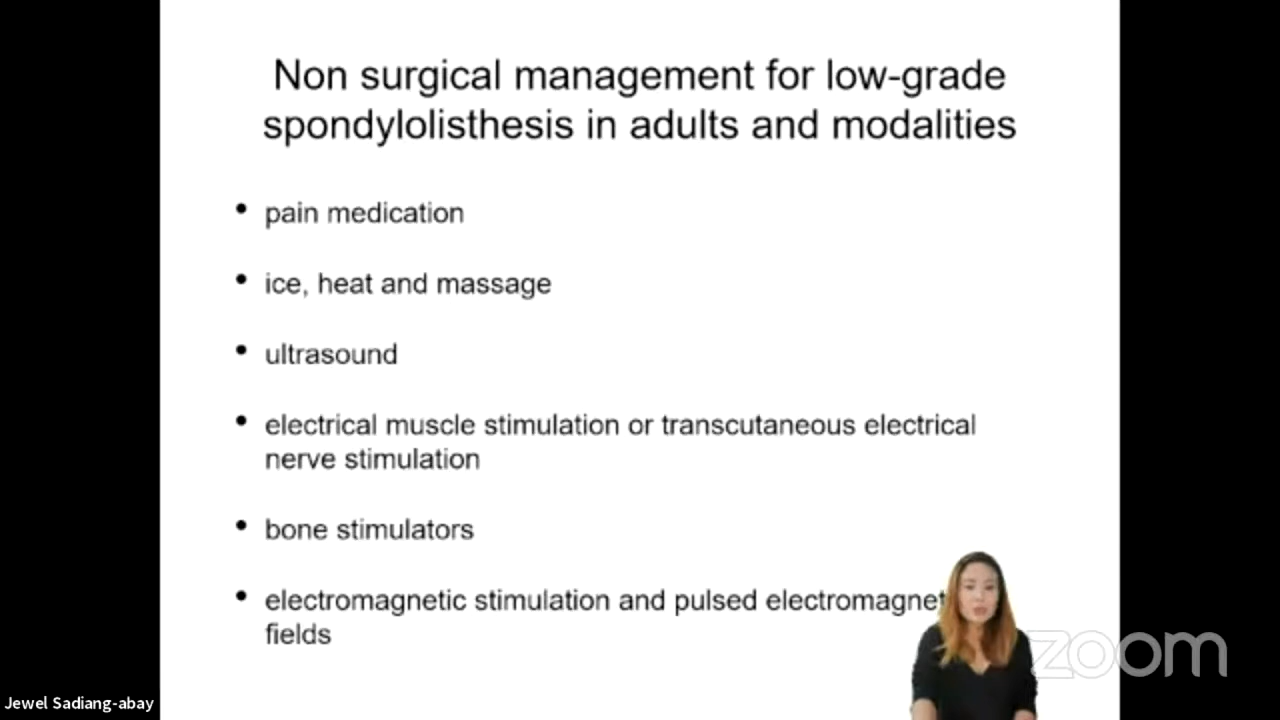 Non surgical management for low-grade
spondylolisthesis in adults and modalities
• pain medication
• ice, heat and massage
• ultrasound
• electrical muscle stimulation or transcutaneous electrical
nerve stimulation
• bone stimulators
• electromagnetic stimulation and pulsed
fields
zoom
Jewel Sadiang-abay